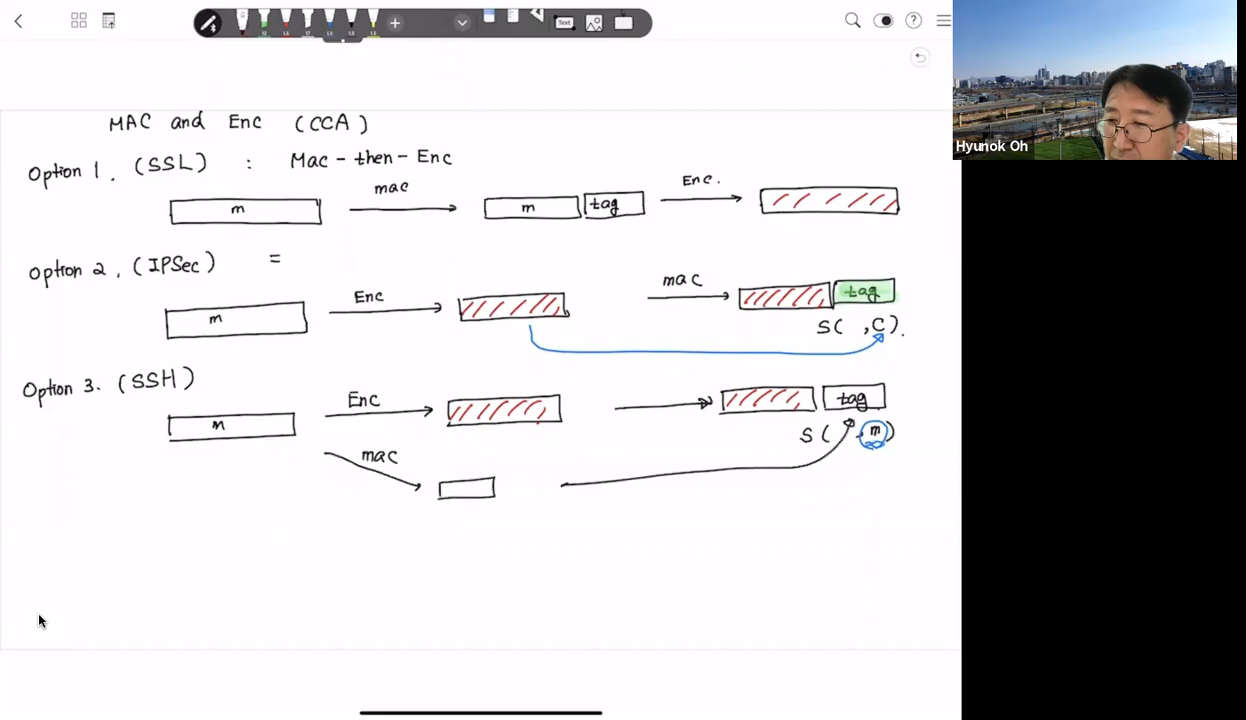 Text
Hyunok Oh
MAC and Enc (CCA)
Option 1. (SSL) : Mac-then-Enc
m mac m tag Enc.
Option 2. (IPSec) =
m Enc mac tag
S( ,C).
Option 3. (SSH)
m Enc tag
S( ,m)
mac